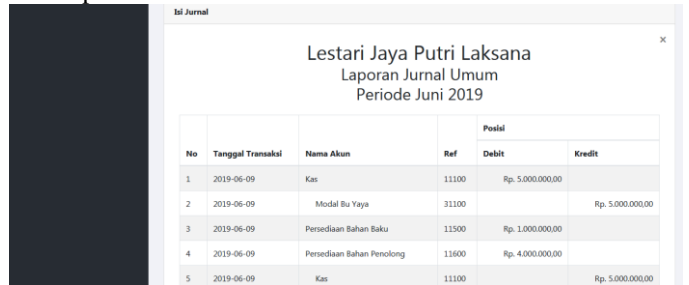 Isi Jurnal
×
Lestari Jaya Putri Laksana
Laporan Jurnal Umum
Periode Juni 2019
Posisi
No Tanggal Transaksi Nama Akun Ref Debit Kredit
1 2019-06-09 Kas 11100 Rp. 5.000.000,00
2 2019-06-09 Modal Bu Yaya 31100 Rp. 5.000.000,00
3 2019-06-09 Persediaan Bahan Baku 11500 Rp. 1.000.000,00
4 2019-06-09 Persediaan Bahan Penolong 11600 Rp. 4.000.000,00
5 2019-06-09 Kas 11100 Rp. 5.000.000,00